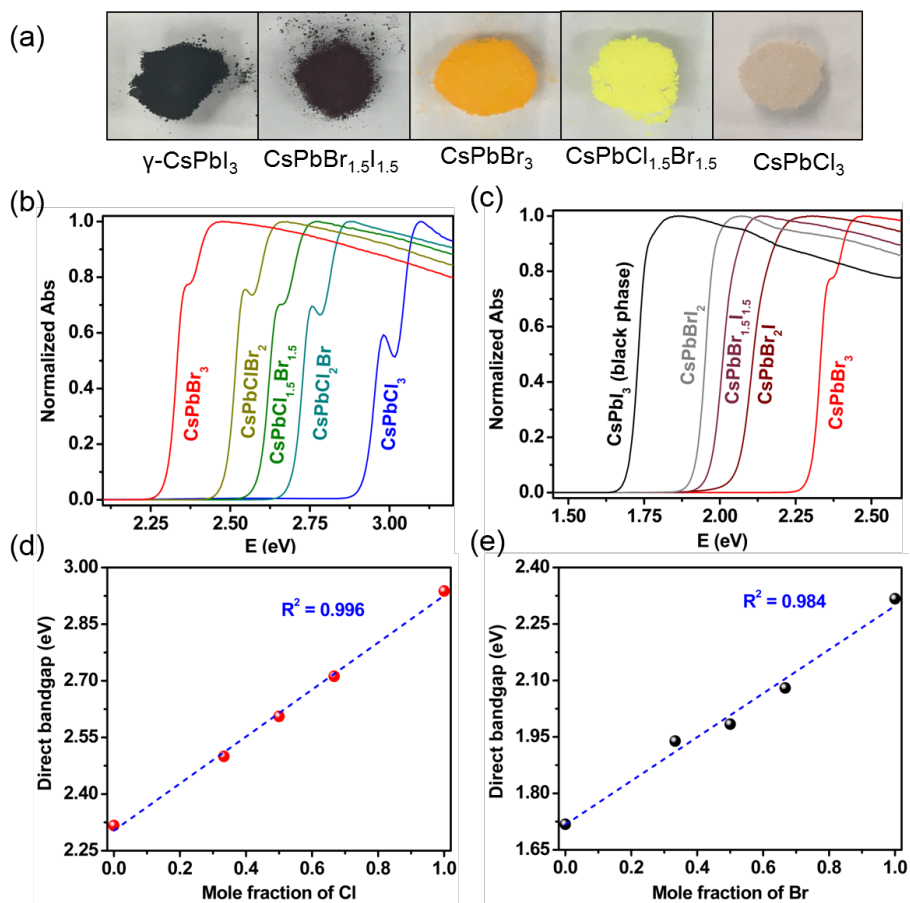 (a)
γ-CsPbI₃ CsPbBr₁.₅I₁.₅ CsPbBr₃ CsPbCl₁.₅Br₁.₅ CsPbCl₃
(b)
Normalized Abs
1.0
0.8
0.6
0.4
0.2
0.0
CsPbBr₃
CsPbClBr₂
CsPbCl₁.₅Br₁.₅
CsPbCl₂Br
CsPbCl₃
2.25 2.50 2.75 3.00
E (eV)
(c)
Normalized Abs
1.0
0.8
0.6
0.4
0.2
0.0
CsPbI₃ (black phase)
CsPbBrI₂
CsPbBr₁.₅I₁.₅
CsPbBr₂I
CsPbBr₃
1.50 1.75 2.00 2.25 2.50
E (eV)
(d)
Direct bandgap (eV)
3.00
2.85
2.70
2.55
2.40
2.25
R² = 0.996
0.0 0.2 0.4 0.6 0.8 1.0
Mole fraction of Cl
(e)
Direct bandgap (eV)
2.40
2.25
2.10
1.95
1.80
1.65
R² = 0.984
0.0 0.2 0.4 0.6 0.8 1.0
Mole fraction of Br